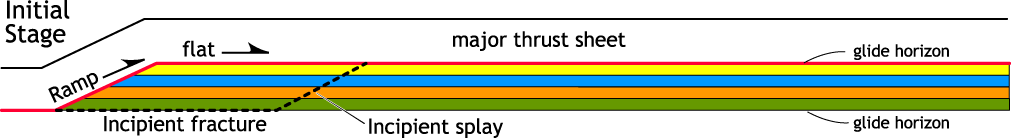 Initial
Stage
flat
major thrust sheet
glide horizon
Ramp
Incipient fracture
Incipient splay
glide horizon